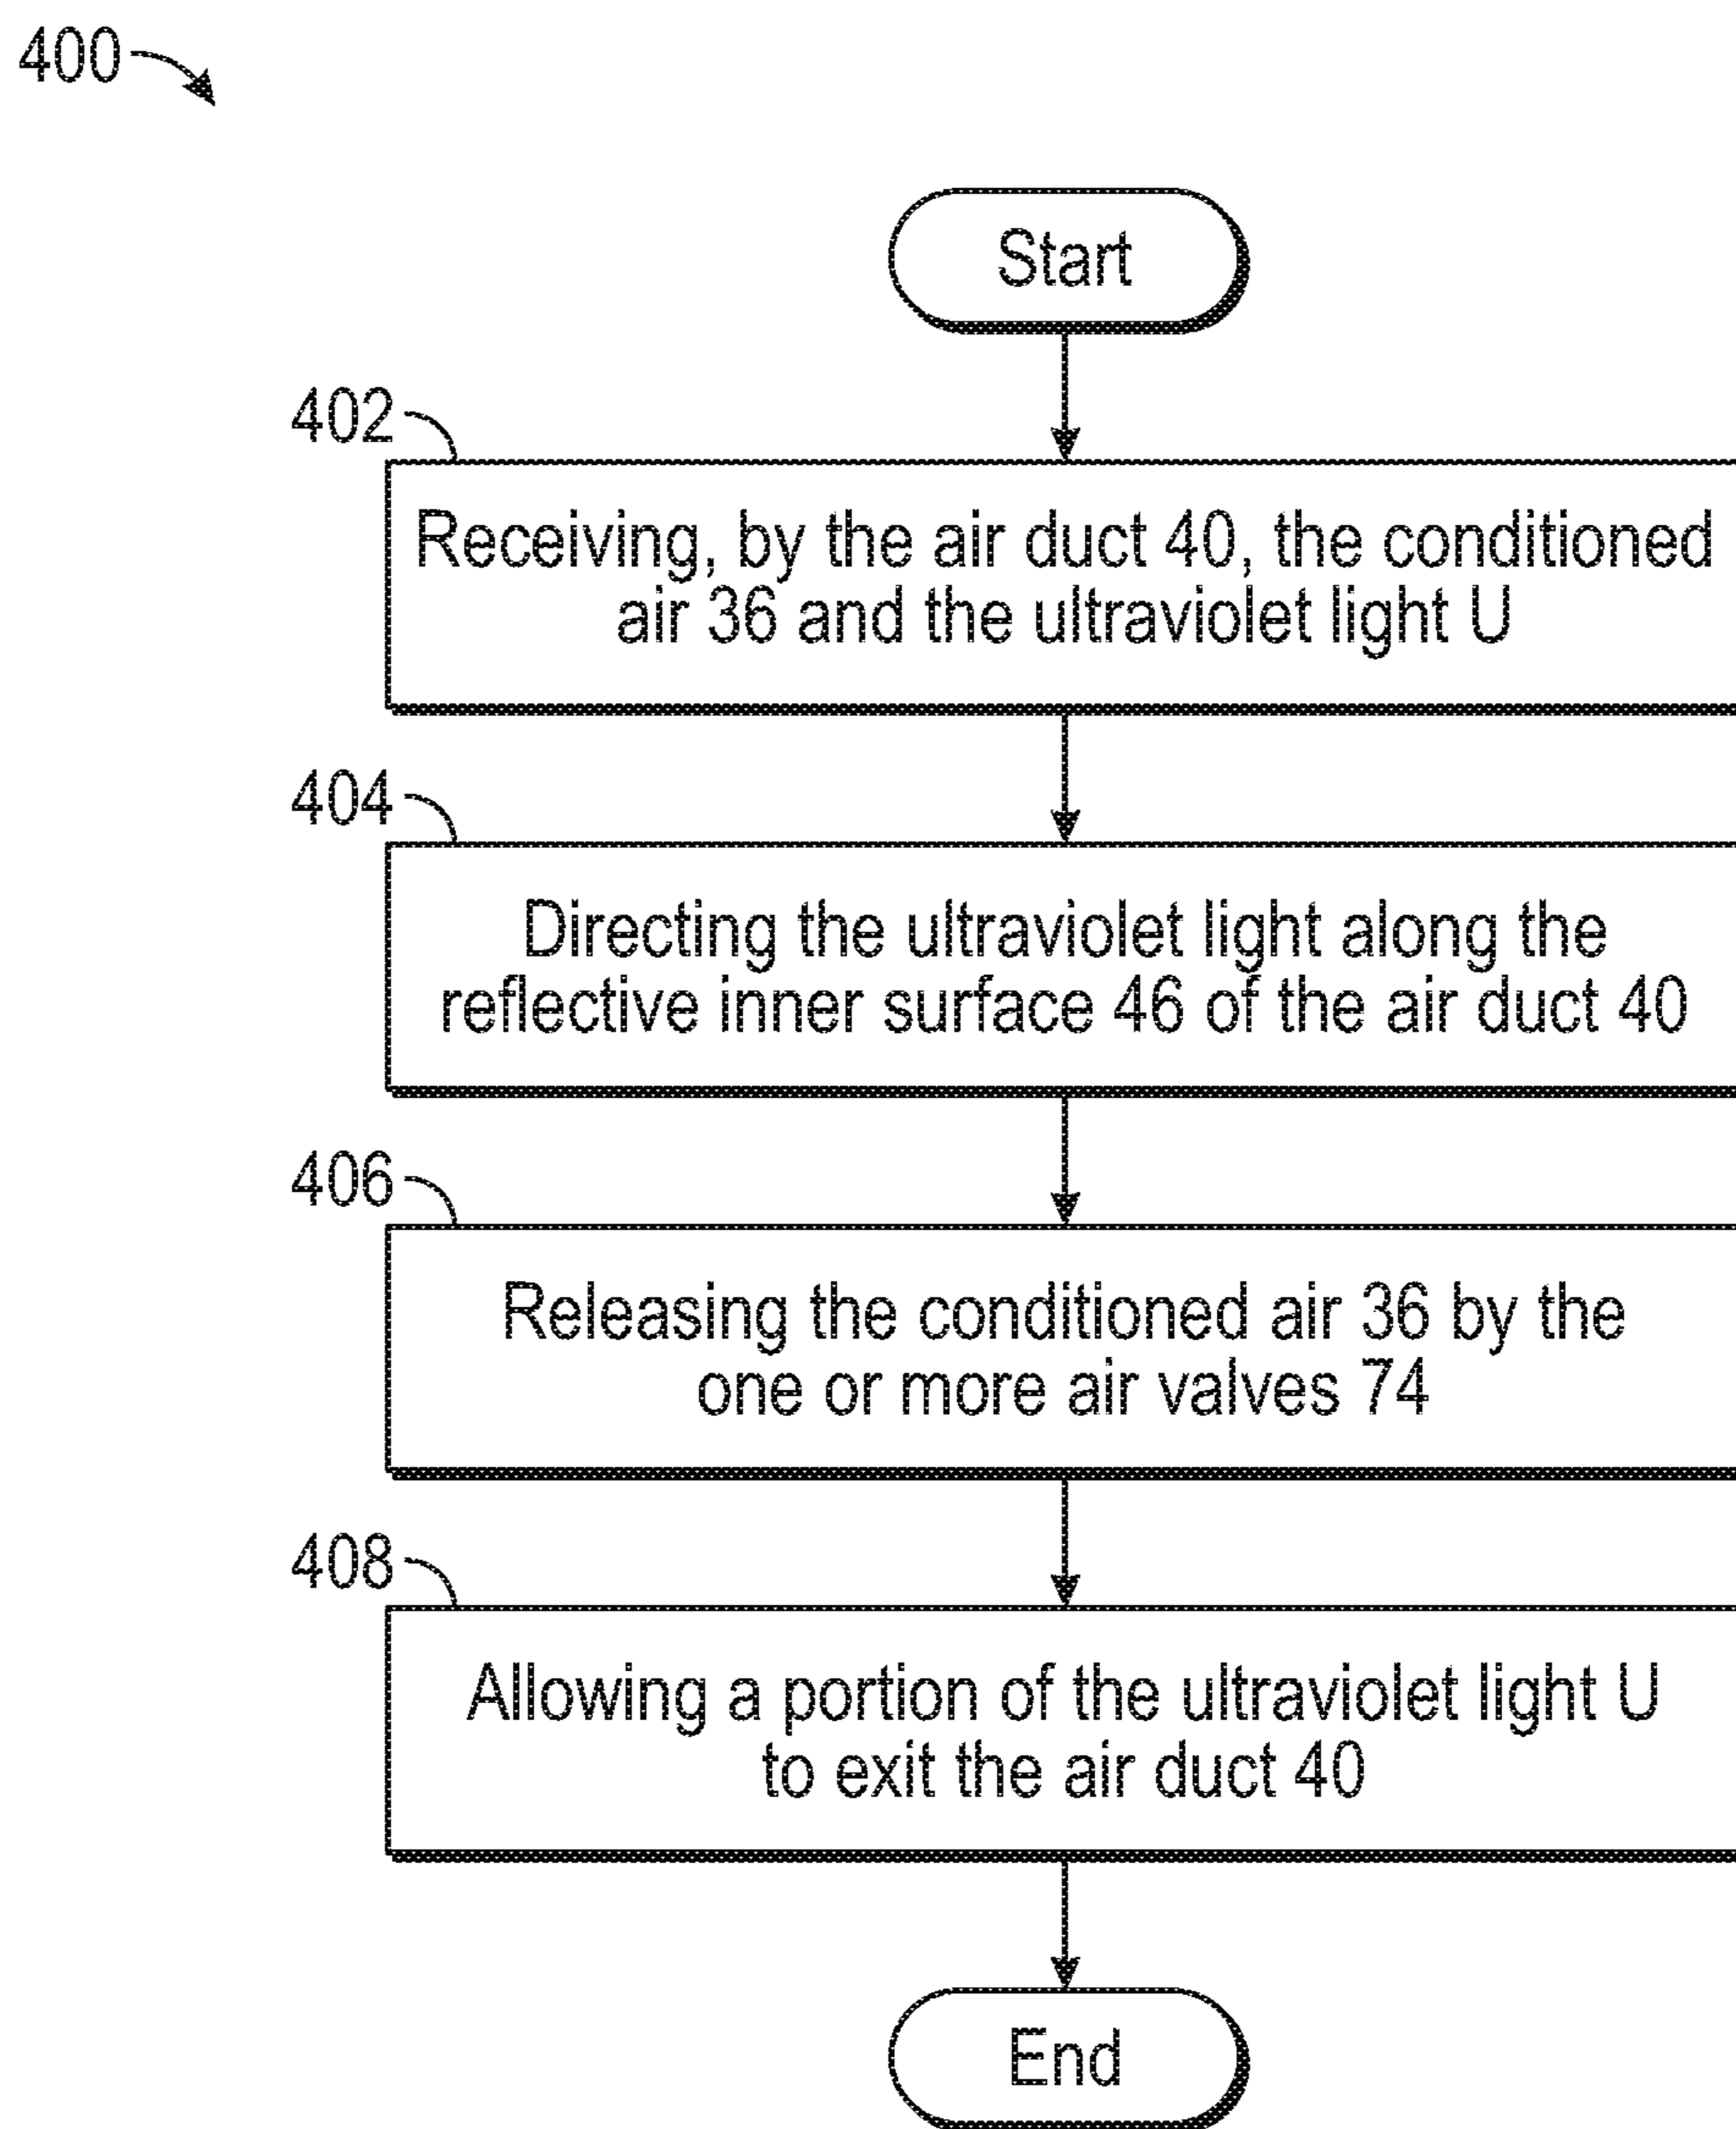 400
Start
402
Receiving, by the air duct 40, the conditioned
air 36 and the ultraviolet light U
404
Directing the ultraviolet light along the
reflective inner surface 46 of the air duct 40
406
Releasing the conditioned air 36 by the
one or more air valves 74
408
Allowing a portion of the ultraviolet light U
to exit the air duct 40
End